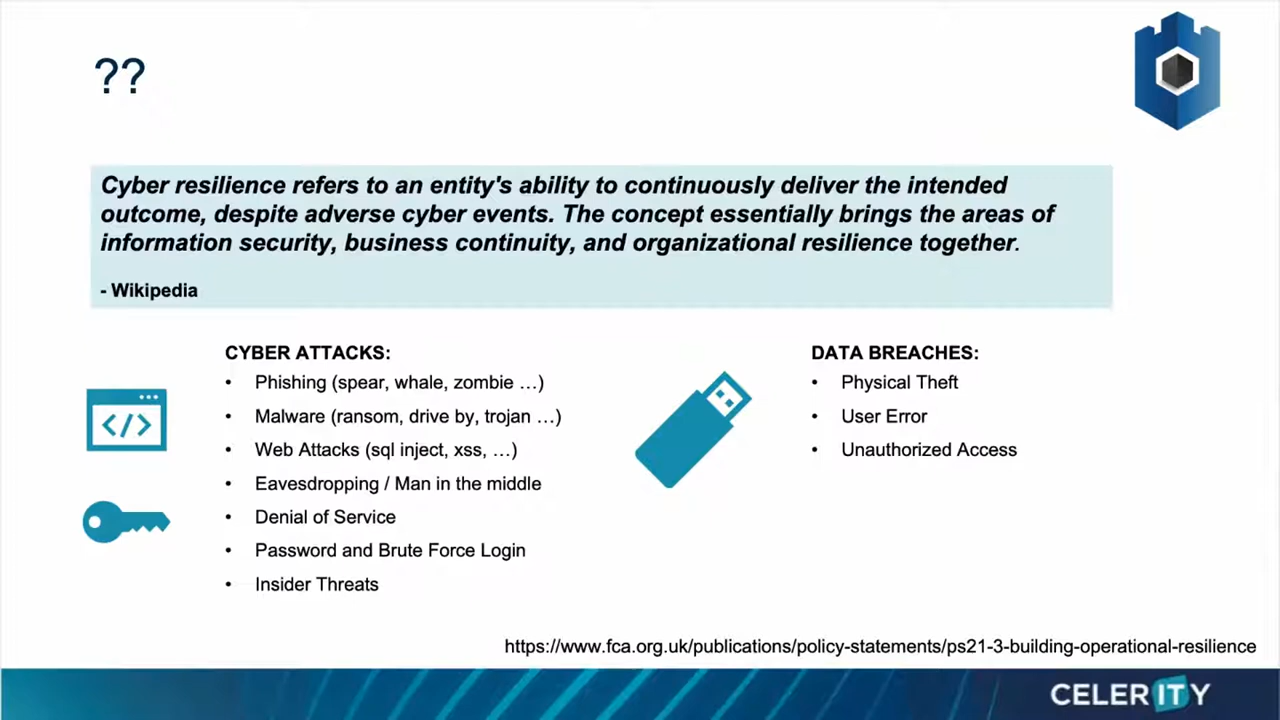 ??
Cyber resilience refers to an entity's ability to continuously deliver the intended
outcome, despite adverse cyber events. The concept essentially brings the areas of
information security, business continuity, and organizational resilience together.
- Wikipedia
CYBER ATTACKS:
• Phishing (spear, whale, zombie …)
• Malware (ransom, drive by, trojan …)
• Web Attacks (sql inject, xss, …)
• Eavesdropping / Man in the middle
• Denial of Service
• Password and Brute Force Login
• Insider Threats
</>
DATA BREACHES:
• Physical Theft
• User Error
• Unauthorized Access
https://www.fca.org.uk/publications/policy-statements/ps21-3-building-operational-resilience
CELERITY